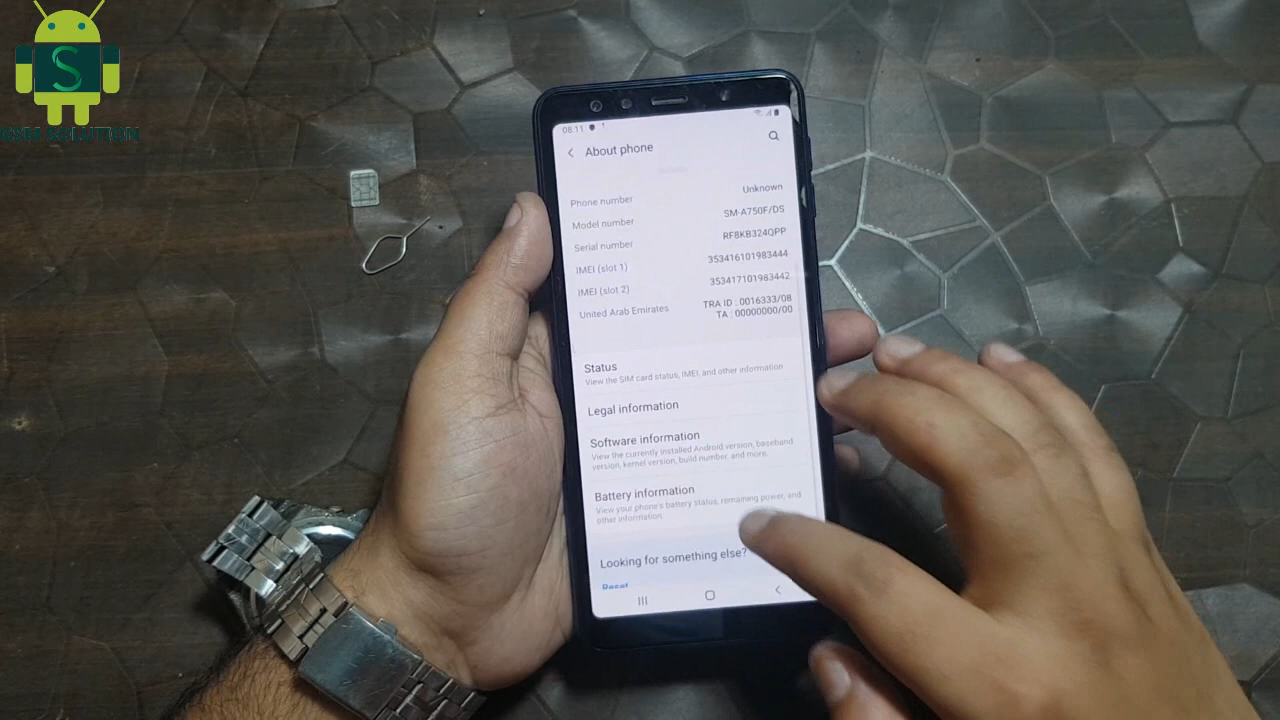 S
GSM SOLUTION
08:11
About phone
Phone number Unknown
Model number SM-A750F/DS
Serial number RF8KB324QPP
IMEI (slot 1) 353416101983444
IMEI (slot 2) 353417101983442
United Arab Emirates TRA ID : 0016333/08
TA : 00000000/00
Status
View the SIM card status, IMEI, and other information
Legal information
Software information
View the currently installed Android version, baseband
version, kernel version, build number, and more.
Battery information
View your phone's battery status, remaining power, and
other information.
Looking for something else?
Reset